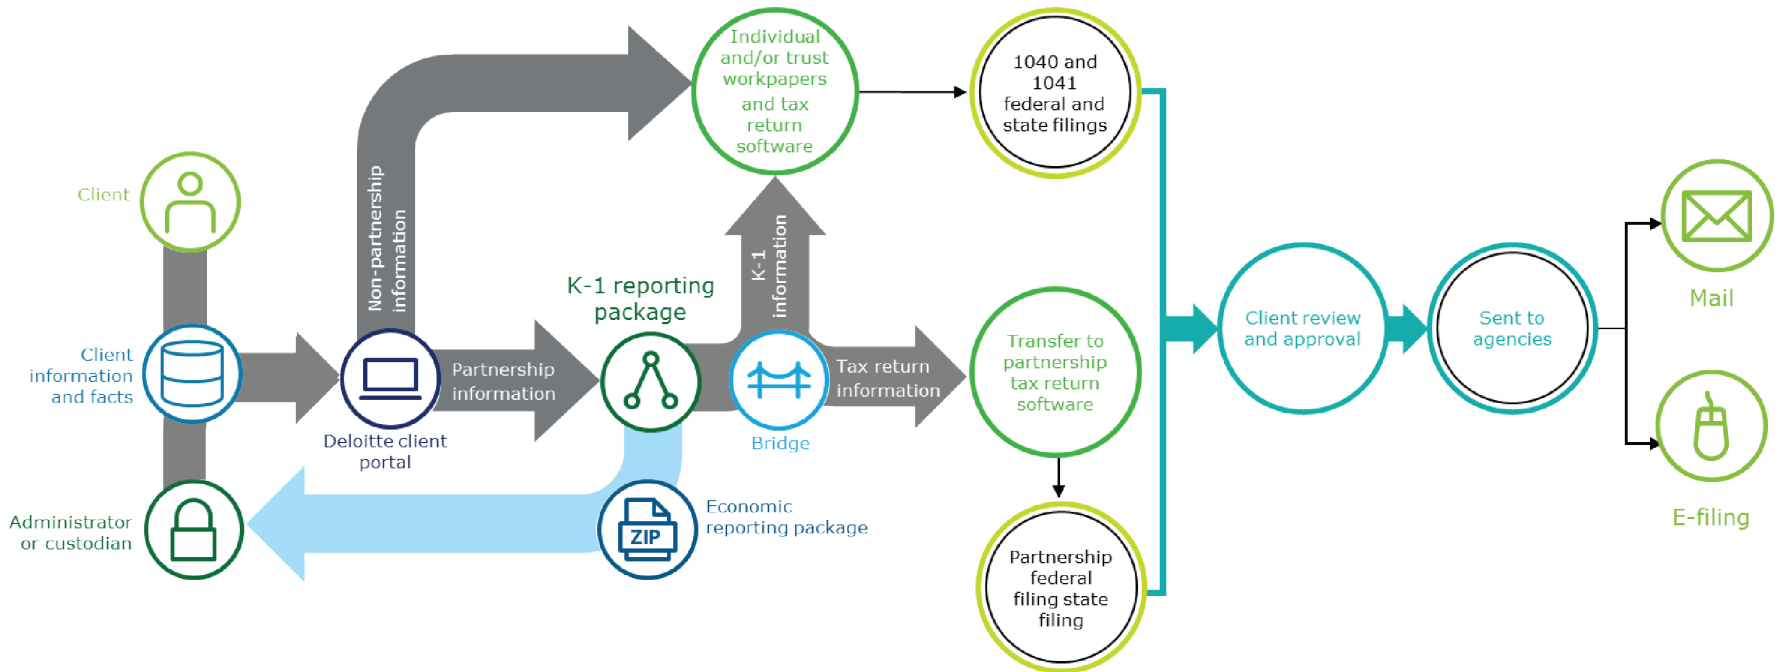 Individual
and/or trust
workpapers
and tax
return
software
1040 and
1041
federal and
state filings
Client
Non-partnership
information
K-1
information
K-1 reporting
package
Client
information
and facts
Deloitte client
portal
Partnership
information
Bridge
Tax return
information
Transfer to
partnership
tax return
software
Client review
and approval
Sent to
agencies
Mail
E-filing
Administrator
or custodian
ZIP
Economic
reporting package
Partnership
federal
filing state
filing